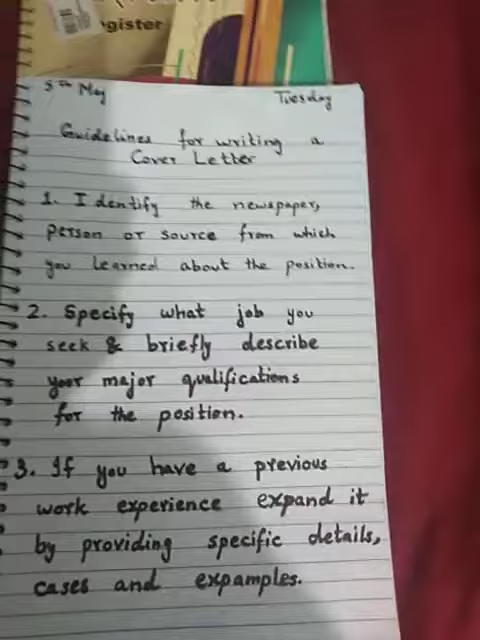 gister
5th May
Tuesday
Guidelines for writing a
Cover Letter
1. Identify the newspaper,
person or source from which
you learned about the position.
2. Specify what job you
seek & briefly describe
your major qualifications
for the position.
3. If you have a previous
work experience expand it
by providing specific details,
cases and expamples.